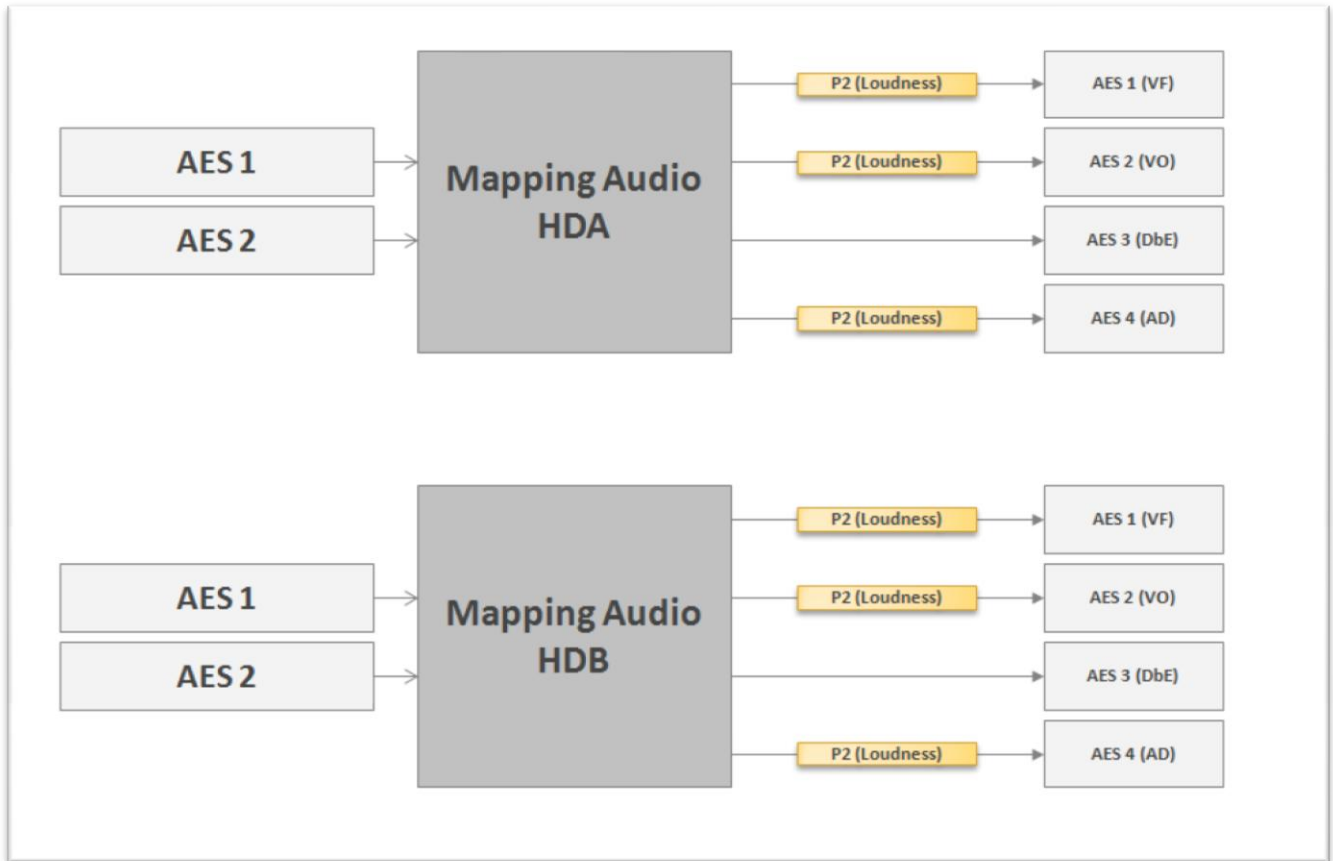 P2 (Loudness)
AES 1 (VF)
AES 1
Mapping Audio
HDA
P2 (Loudness)
AES 2 (VO)
AES 2
AES 3 (DbE)
P2 (Loudness)
AES 4 (AD)
P2 (Loudness)
AES 1 (VF)
AES 1
Mapping Audio
HDB
P2 (Loudness)
AES 2 (VO)
AES 2
AES 3 (DbE)
P2 (Loudness)
AES 4 (AD)